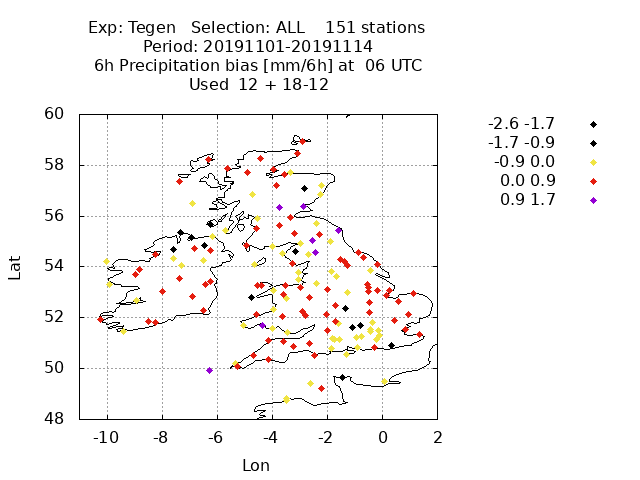 Exp: Tegen   Selection: ALL    151 stations
Period: 20191101-20191114
6h Precipitation bias [mm/6h] at  06 UTC
Used  12 + 18-12
-2.6 -1.7
-1.7 -0.9
-0.9 0.0
0.0 0.9
0.9 1.7
60
58
56
54
52
50
48
Lat
-10 -8 -6 -4 -2 0 2
Lon